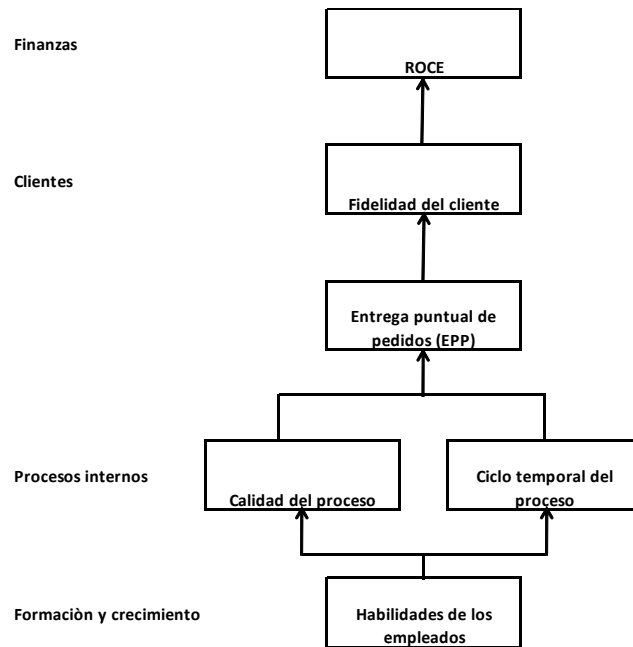 Finanzas
ROCE
Clientes
Fidelidad del cliente
Entrega puntual de
pedidos (EPP)
Procesos internos
Calidad del proceso
Ciclo temporal del
proceso
Formaciòn y crecimiento
Habilidades de los
empleados